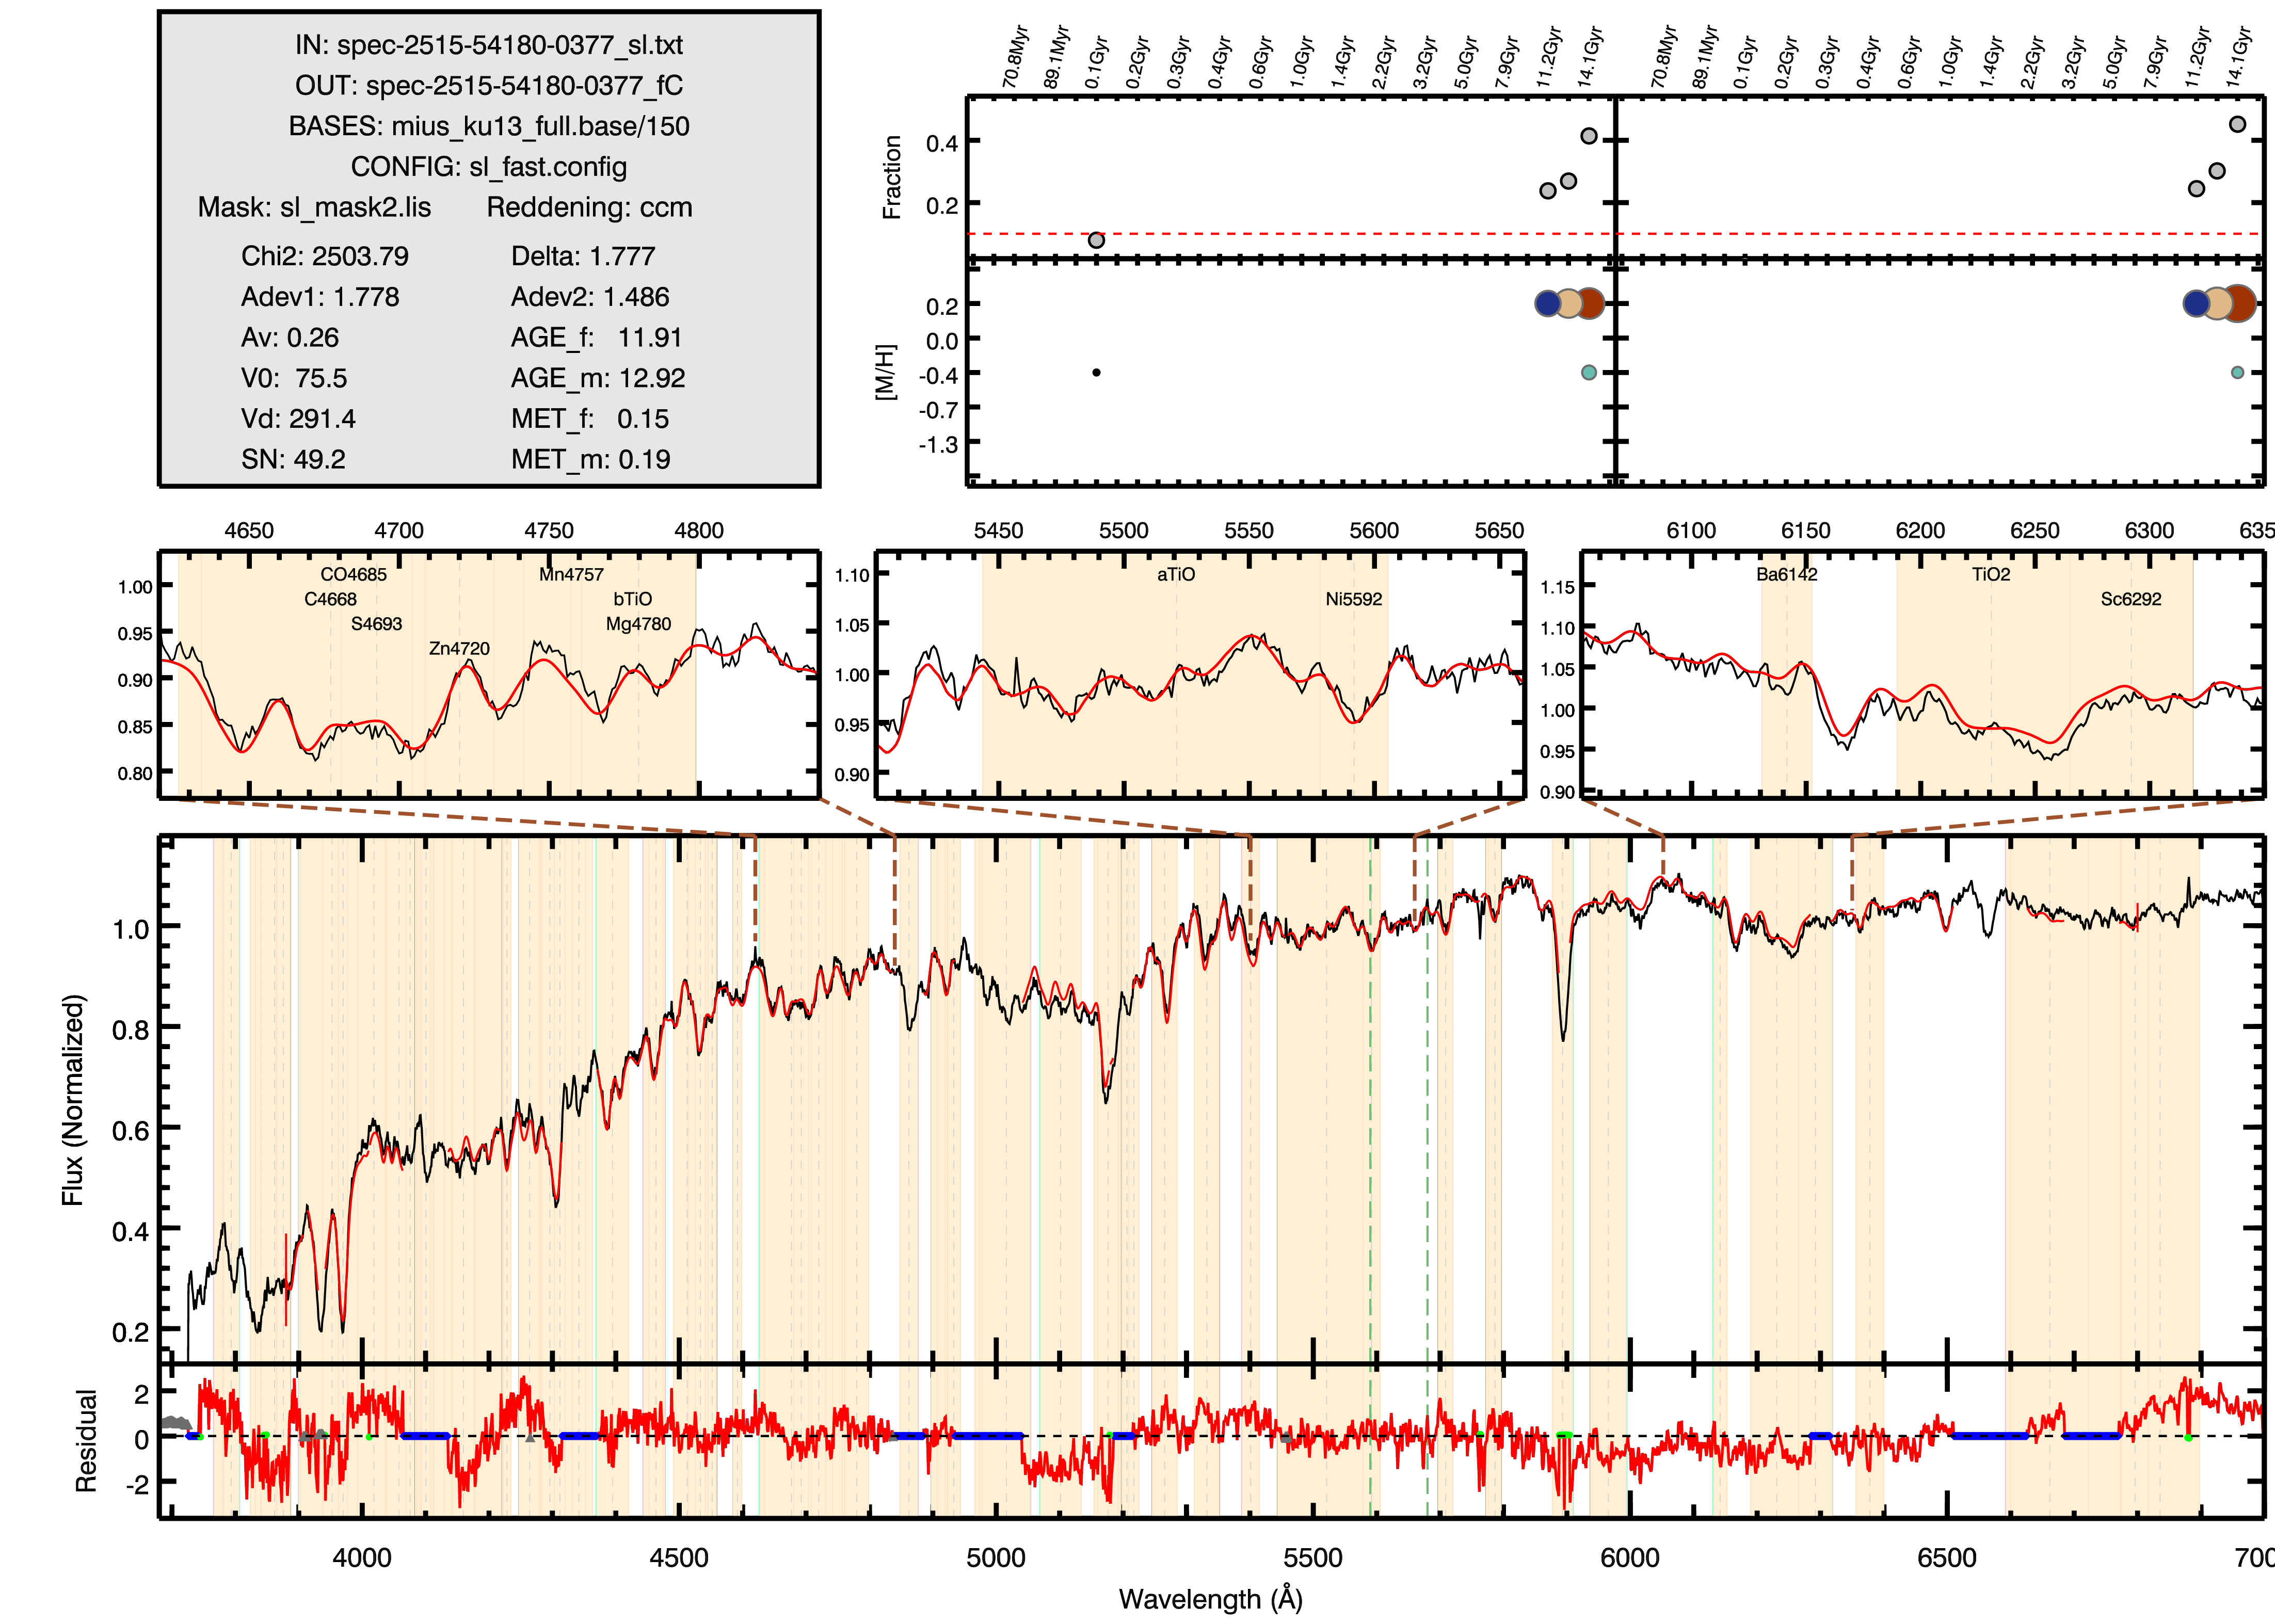 IN: spec-2515-54180-0377_sl.txt
OUT: spec-2515-54180-0377_fC
BASES: mius_ku13_full.base/150
CONFIG: sl_fast.config
Mask: sl_mask2.lis Reddening: ccm
Chi2: 2503.79 Delta: 1.777
Adev1: 1.778 Adev2: 1.486
Av: 0.26 AGE_f: 11.91
V0: 75.5 AGE_m: 12.92
Vd: 291.4 MET_f: 0.15
SN: 49.2 MET_m: 0.19
70.8Myr 89.1Myr 0.1Gyr 0.2Gyr 0.3Gyr 0.4Gyr 0.6Gyr 1.0Gyr 1.4Gyr 2.2Gyr 3.2Gyr 5.0Gyr 7.9Gyr 11.2Gyr 14.1Gyr
70.8Myr 89.1Myr 0.1Gyr 0.2Gyr 0.3Gyr 0.4Gyr 0.6Gyr 1.0Gyr 1.4Gyr 2.2Gyr 3.2Gyr 5.0Gyr 7.9Gyr 11.2Gyr 14.1Gyr
Fraction
0.4
0.2
[M/H]
0.2
0.0
-0.4
-0.7
-1.3
4650 4700 4750 4800
1.00
0.95
0.90
0.85
0.80
CO4685 Mn4757
C4668 bTiO
S4693 Mg4780
Zn4720
5450 5500 5550 5600 5650
1.10
1.05
1.00
0.95
0.90
aTiO
Ni5592
6100 6150 6200 6250 6300 635
1.15
1.10
1.05
1.00
0.95
0.90
Ba6142 TiO2
Sc6292
Flux (Normalized)
1.0
0.8
0.6
0.4
0.2
Residual
2
0
-2
4000 4500 5000 5500 6000 6500 700
Wavelength (Å)